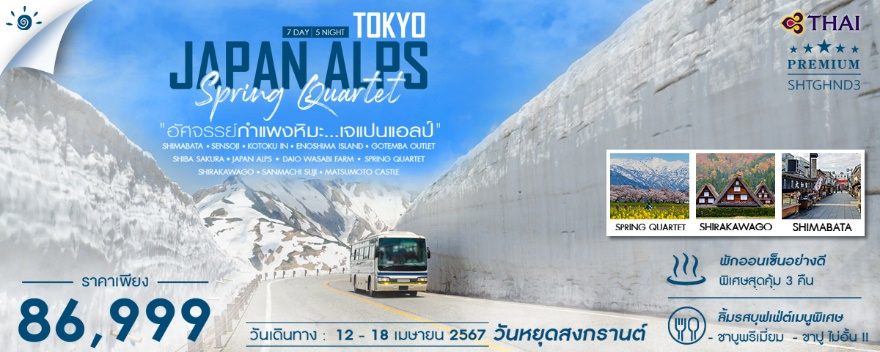 7 DAY | 5 NIGHT TOKYO
JAPAN ALPS
Spring Quartet
"อัศจรรย์กำแพงหิมะ...เจแปนแอลป์"
SHIMABATA • SENSOJI • KOTOKU IN • ENOSHIMA ISLAND • GOTEMBA OUTLET
SHIBA SAKURA • JAPAN ALPS • DAIO WASABI FARM • SPRING QUARTET
SHIRAKAWAGO • SANMACHI SUJI • MATSUMOTO CASTLE
THAI
PREMIUM
SHTGHND3
SPRING QUARTET SHIRAKAWAGO SHIMABATA
พักออนเซ็นอย่างดี
พิเศษสุดคุ้ม 3 คืน
ลิ้มรสบุฟเฟ่ต์เมนูพิเศษ
- ชาบูพรีเมี่ยม - ขาปู ไม่อั้น !!
ราคาเพียง
86,999
วันเดินทาง : 12 - 18 เมษายน 2567 วันหยุดสงกรานต์